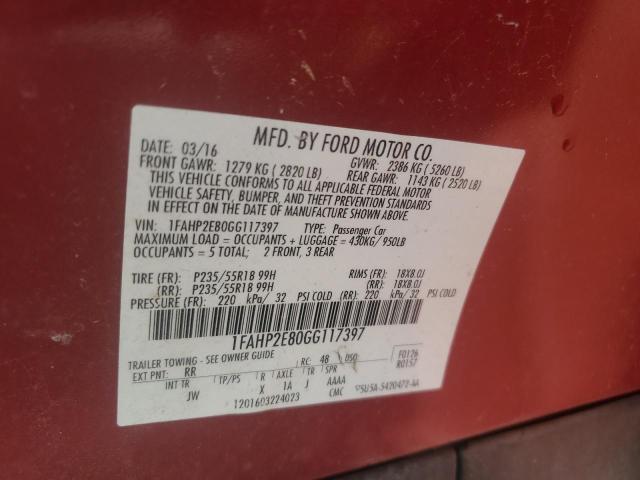 MFD. BY FORD MOTOR CO.
DATE: 03/16 GVWR: 2386 KG (5260 LB)
FRONT GAWR: 1279 KG (2820 LB) REAR GAWR: 1143 KG (2520 LB)
THIS VEHICLE CONFORMS TO ALL APPLICABLE FEDERAL MOTOR
VEHICLE SAFETY, BUMPER, AND THEFT PREVENTION STANDARDS
IN EFFECT ON THE DATE OF MANUFACTURE SHOWN ABOVE.
VIN: 1FAHP2E80GG117397 TYPE: Passenger Car
MAXIMUM LOAD = OCCUPANTS + LUGGAGE = 430KG/950LB
OCCUPANTS = 5 TOTAL; 2 FRONT, 3 REAR
TIRE (FR): P235/55R18 99H RIMS (FR): 18X8.0J
(RR): P235/55R18 99H (RR): 18X8.0J
PRESSURE (FR): 220 kPa/ 32 PSI COLD (RR): 220 kPa/ 32 PSI COLD
1FAHP2E80GG117397
TRAILER TOWING - SEE OWNER GUIDE RC: 48 DSO: F0126
EXT PNT: RR R0157
INT TR TP/PS R AXLE TR SPR
JW X 1A J AAAA
1201603224023 CMC